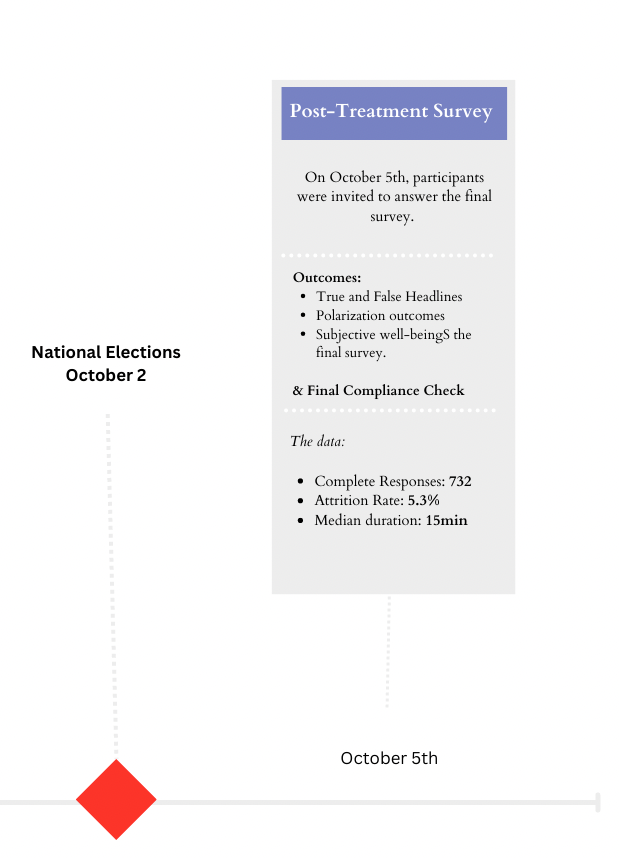 Post-Treatment Survey
On October 5th, participants
were invited to answer the final
survey.
Outcomes:
• True and False Headlines
• Polarization outcomes
• Subjective well-beingS the
final survey.
& Final Compliance Check
The data:
• Complete Responses: 732
• Attrition Rate: 5.3%
• Median duration: 15min
National Elections
October 2
October 5th